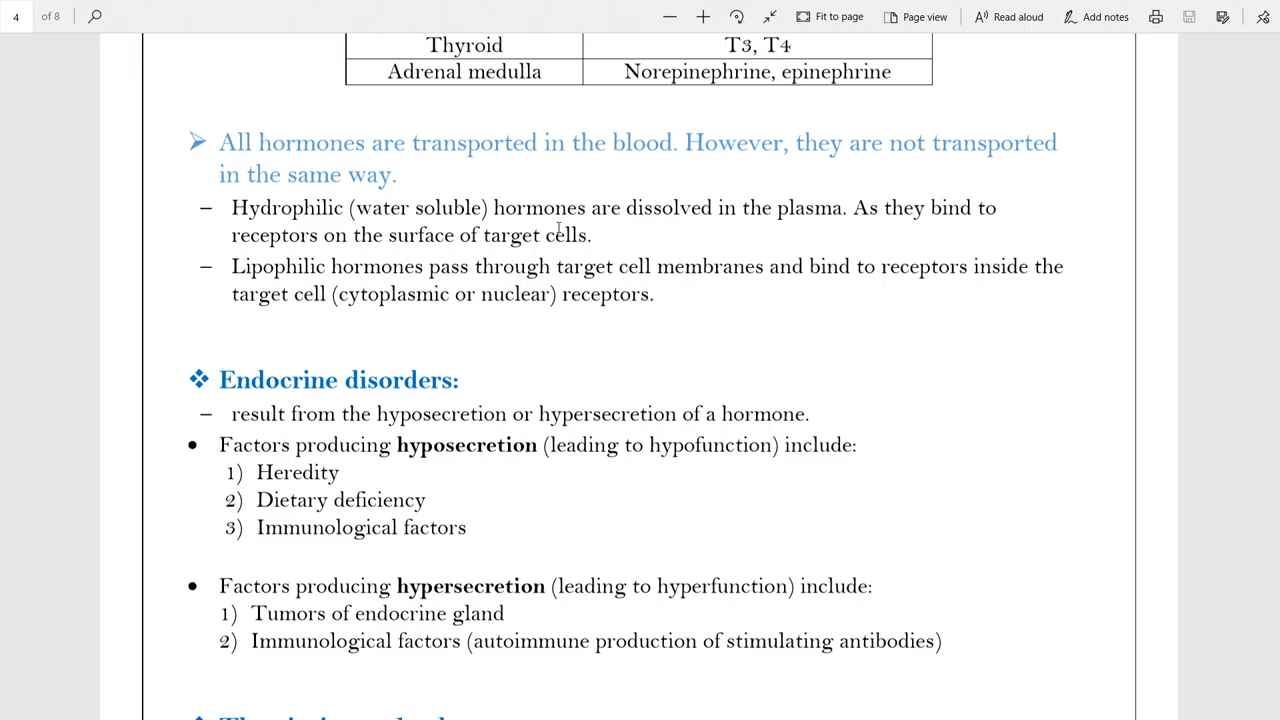 4 of 8 Fit to page Page view Read aloud Add notes
Thyroid T3, T4
Adrenal medulla Norepinephrine, epinephrine
➢ All hormones are transported in the blood. However, they are not transported
in the same way.
– Hydrophilic (water soluble) hormones are dissolved in the plasma. As they bind to
receptors on the surface of target cells.
– Lipophilic hormones pass through target cell membranes and bind to receptors inside the
target cell (cytoplasmic or nuclear) receptors.
❖ Endocrine disorders:
– result from the hyposecretion or hypersecretion of a hormone.
• Factors producing hyposecretion (leading to hypofunction) include:
1) Heredity
2) Dietary deficiency
3) Immunological factors
• Factors producing hypersecretion (leading to hyperfunction) include:
1) Tumors of endocrine gland
2) Immunological factors (autoimmune production of stimulating antibodies)